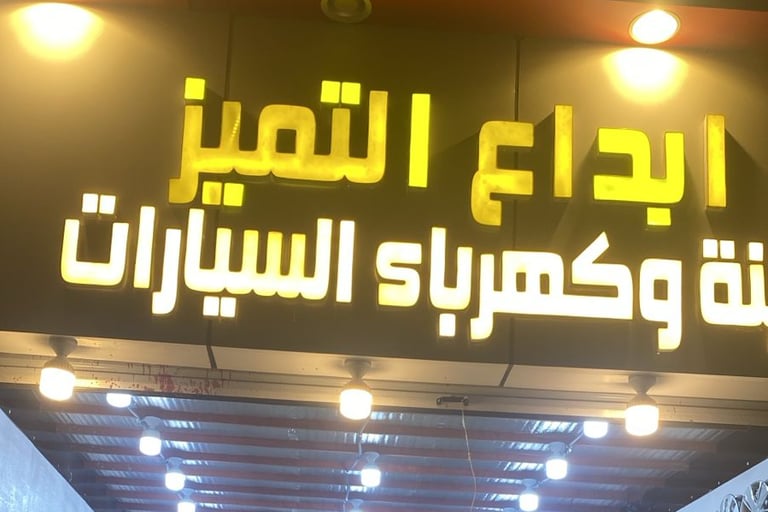 ابداع التميز
وكهرباء السيارات